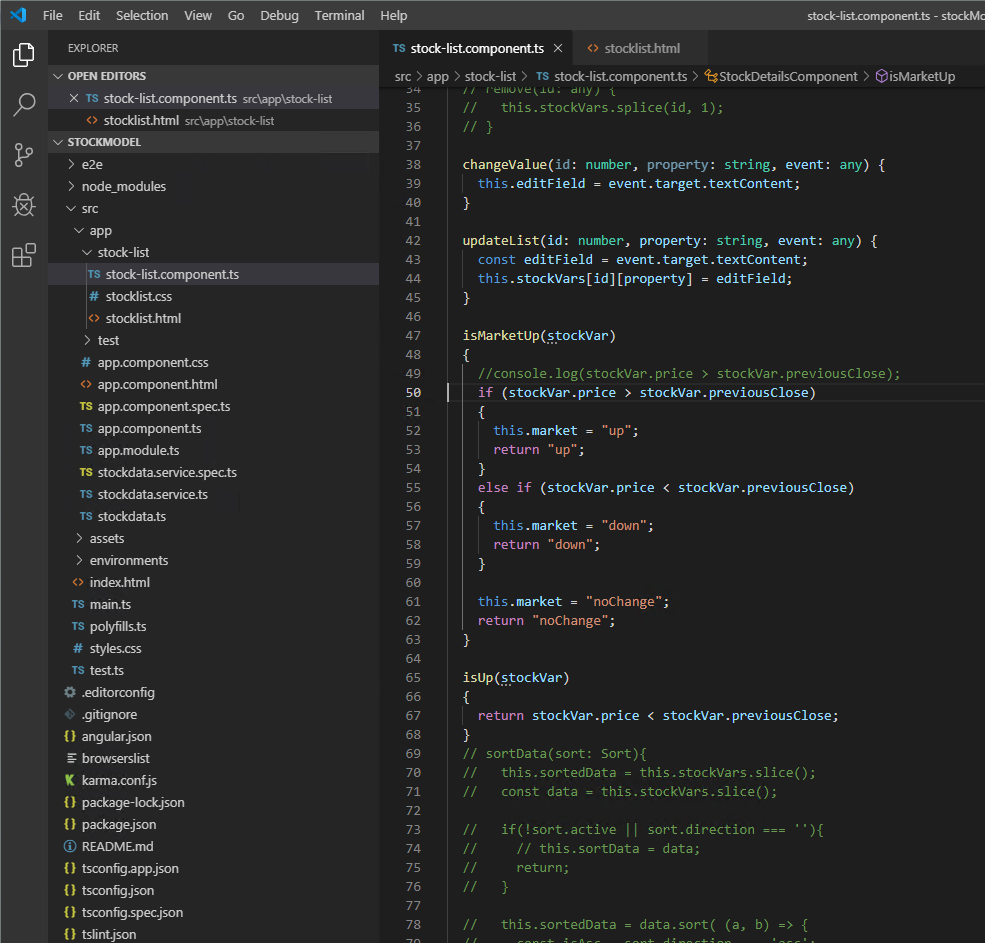 File Edit Selection View Go Debug Terminal Help
stock-list.component.ts - stockMo
EXPLORER
OPEN EDITORS
TS stock-list.component.ts src\app\stock-list
<> stocklist.html src\app\stock-list
STOCKMODEL
e2e
node_modules
src
app
stock-list
TS stock-list.component.ts
# stocklist.css
<> stocklist.html
test
# app.component.css
<> app.component.html
TS app.component.spec.ts
TS app.component.ts
TS app.module.ts
TS stockdata.service.spec.ts
TS stockdata.service.ts
TS stockdata.ts
assets
environments
<> index.html
TS main.ts
TS polyfills.ts
# styles.css
TS test.ts
.editorconfig
.gitignore
{} angular.json
browserslist
K karma.conf.js
{} package-lock.json
{} package.json
README.md
{} tsconfig.app.json
{} tsconfig.json
{} tsconfig.spec.json
{} tslint.json
TS stock-list.component.ts
<> stocklist.html
src > app > stock-list > TS stock-list.component.ts > StockDetailsComponent > isMarketUp
34 // remove(id: any) {
35 //   this.stockVars.splice(id, 1);
36 // }
37
38 changeValue(id: number, property: string, event: any) {
39   this.editField = event.target.textContent;
40 }
41
42 updateList(id: number, property: string, event: any) {
43   const editField = event.target.textContent;
44   this.stockVars[id][property] = editField;
45 }
46
47 isMarketUp(stockVar)
48 {
49   //console.log(stockVar.price > stockVar.previousClose);
50   if (stockVar.price > stockVar.previousClose)
51   {
52     this.market = "up";
53     return "up";
54   }
55   else if (stockVar.price < stockVar.previousClose)
56   {
57     this.market = "down";
58     return "down";
59   }
60
61   this.market = "noChange";
62   return "noChange";
63 }
64
65 isUp(stockVar)
66 {
67   return stockVar.price < stockVar.previousClose;
68 }
69 // sortData(sort: Sort){
70 //   this.sortedData = this.stockVars.slice();
71 //   const data = this.stockVars.slice();
72
73 //   if(!sort.active || sort.direction === ''){
74 //     // this.sortData = data;
75 //     return;
76 //   }
77
78 //   this.sortedData = data.sort( (a, b) => {
79 //     const isAsc = sort.direction === 'asc';